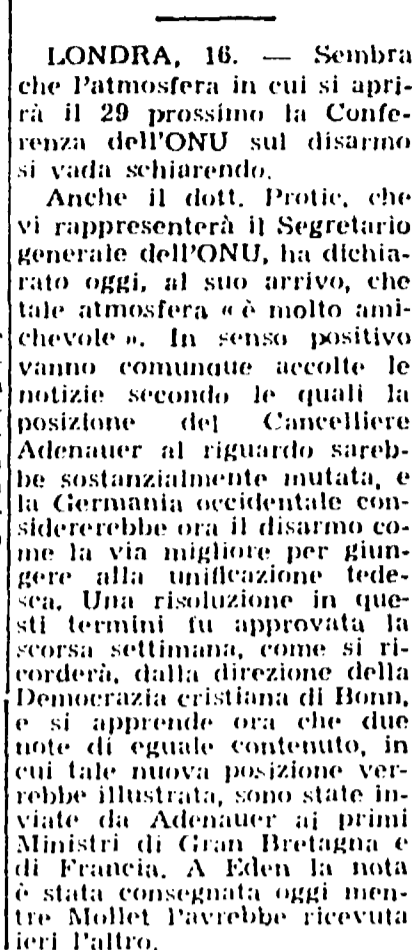 LONDRA, 16. — Sembra
che l'atmosfera in cui si apri-
rà il 29 prossimo la Confe-
renza dell'ONU sul disarmo
si vada schiarendo.
Anche il dott. Protic, che
vi rappresenterà il Segretario
generale dell'ONU, ha dichia-
rato oggi, al suo arrivo, che
tale atmosfera « è molto ami-
chevole ». In senso positivo
vanno comunque accolte le
notizie secondo le quali la
posizione del Cancelliere
Adenauer al riguardo sareb-
be sostanzialmente mutata, e
la Germania occidentale con-
sidererebbe ora il disarmo co-
me la via migliore per giun-
gere alla unificazione tede-
sca. Una risoluzione in que-
sti termini fu approvata la
scorsa settimana, come si ri-
corderà, dalla direzione della
Democrazia cristiana di Bonn,
e si apprende ora che due
note di eguale contenuto, in
cui tale nuova posizione ver-
rebbe illustrata, sono state in-
viate da Adenauer ai primi
Ministri di Gran Bretagna e
di Francia. A Eden la nota
è stata consegnata oggi men-
tre Mollet l'avrebbe ricevuta
ieri l'altro.